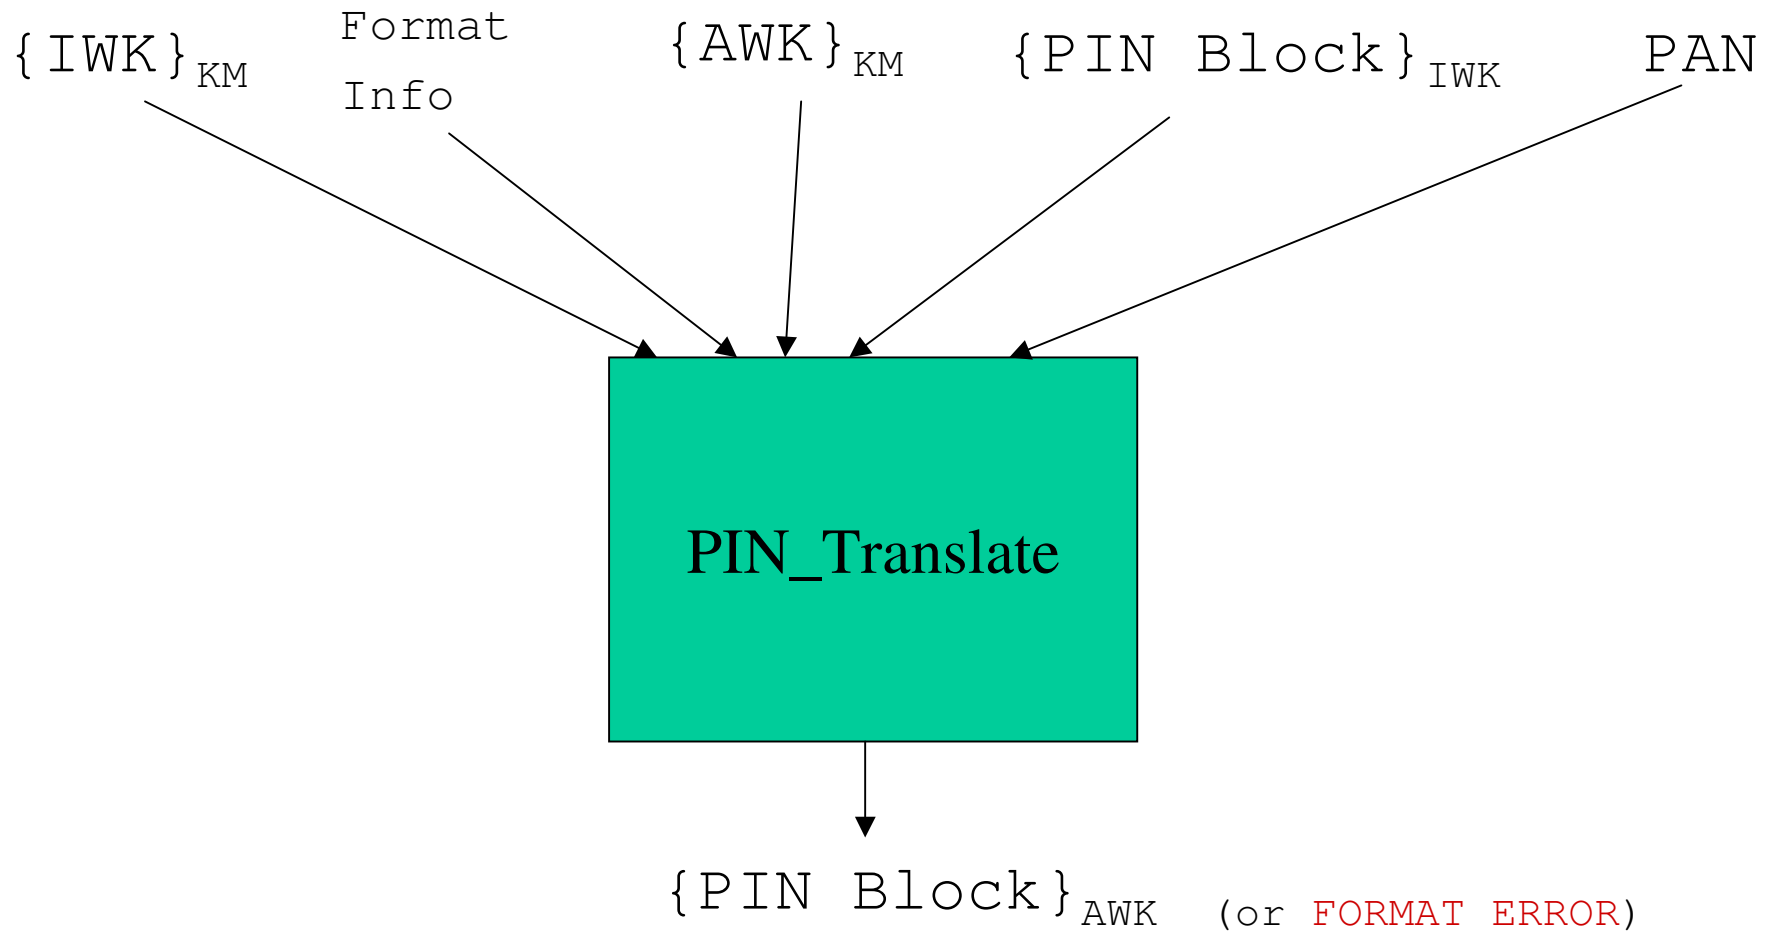 {IWK}KM
Format
Info
{AWK}KM
{PIN Block}IWK
PAN
PIN_Translate
{PIN Block}AWK (or FORMAT ERROR)